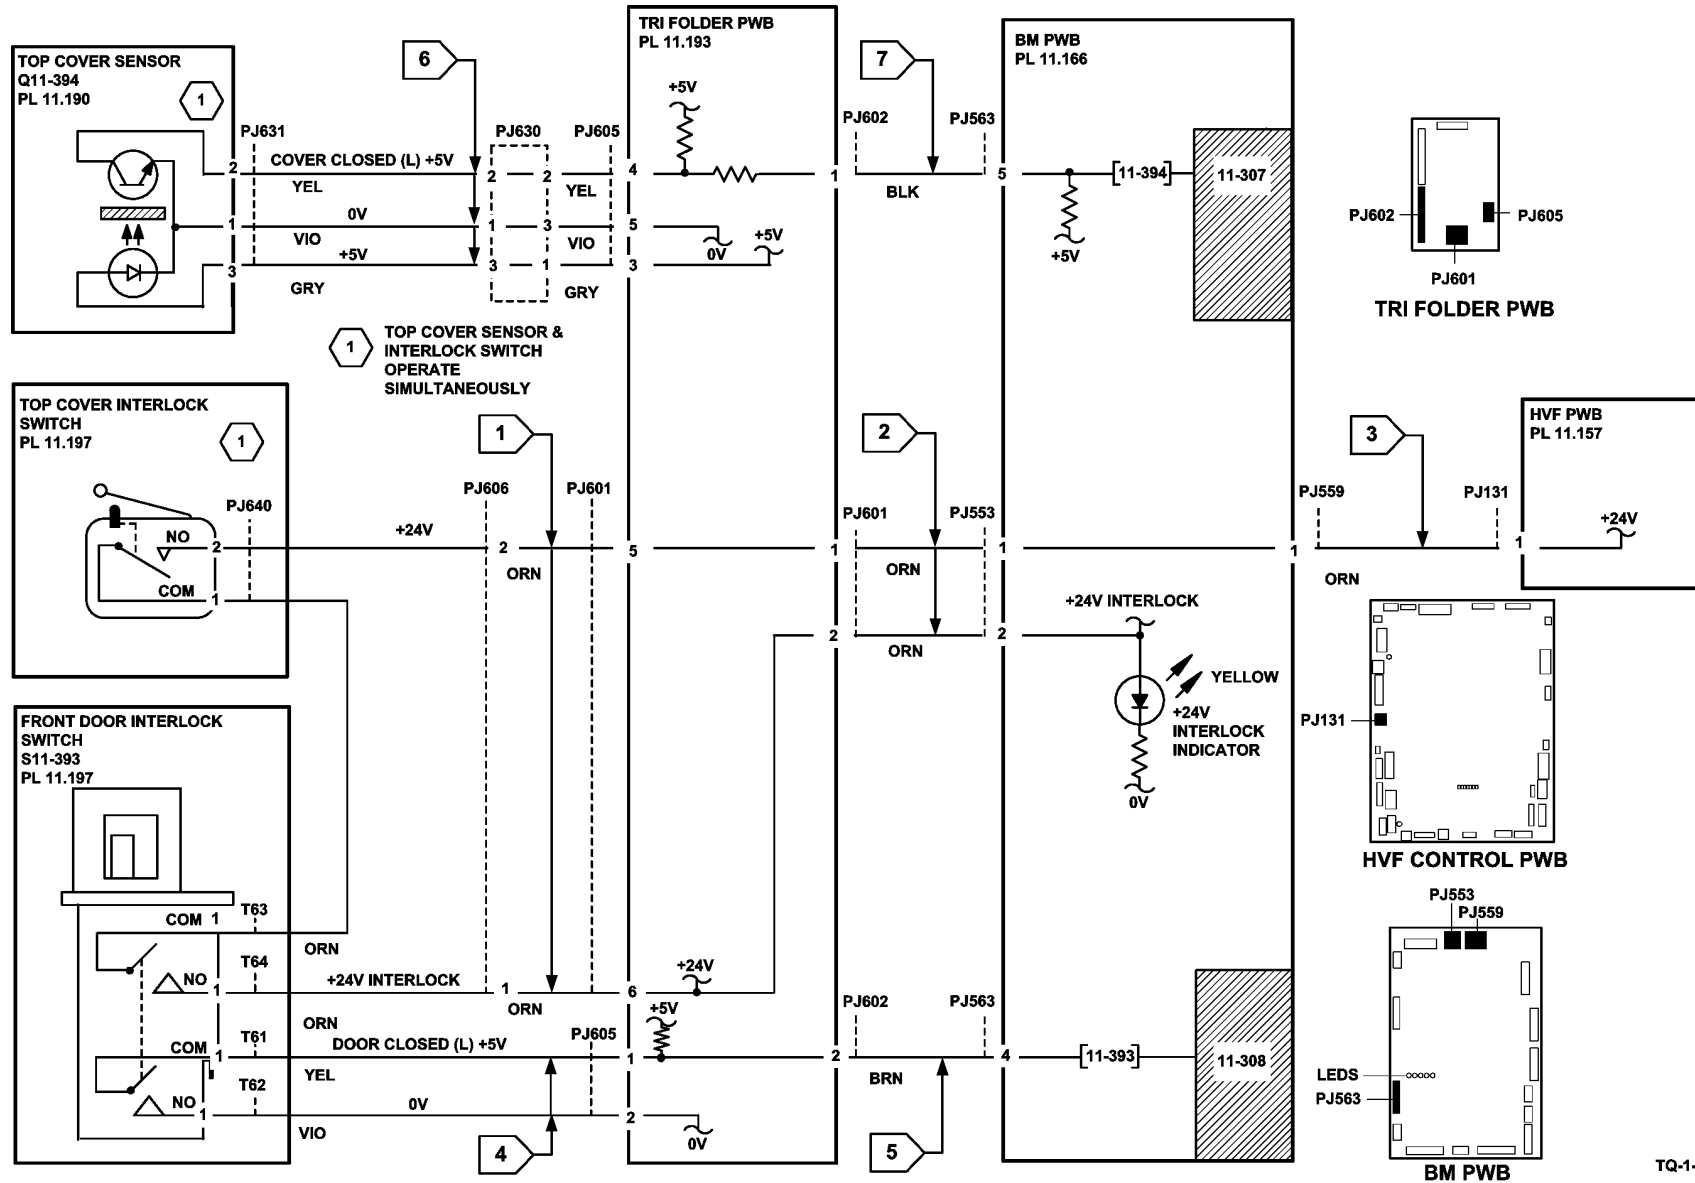 TOP COVER SENSOR
Q11-394
PL 11.190
1
PJ631
2
COVER CLOSED (L) +5V
YEL
1
0V
VIO
3
+5V
GRY
6
PJ630
PJ605
2 2
YEL
1 3
VIO
3 1
GRY
TRI FOLDER PWB
PL 11.193
+5V
4
5
0V
+5V
3
1
7
PJ602
PJ563
BLK
BM PWB
PL 11.166
5
[11-394]
11-307
+5V
PJ602
PJ605
PJ601
TRI FOLDER PWB
1
TOP COVER SENSOR &
INTERLOCK SWITCH
OPERATE
SIMULTANEOUSLY
TOP COVER INTERLOCK
SWITCH
PL 11.197
1
PJ640
NO
2
COM
1
+24V
1
PJ606
PJ601
2
ORN
5
1
2
PJ601
PJ553
ORN
1
2
ORN
2
+24V INTERLOCK
YELLOW
+24V
INTERLOCK
INDICATOR
0V
1
3
PJ559
PJ131
ORN
HVF PWB
PL 11.157
+24V
1
PJ131
HVF CONTROL PWB
FRONT DOOR INTERLOCK
SWITCH
S11-393
PL 11.197
COM 1
T63
ORN
T64
NO
1
+24V INTERLOCK
ORN
1
ORN
6
+24V
COM
1
T61
DOOR CLOSED (L) +5V
YEL
PJ605
1
+5V
2
T62
NO
1
0V
VIO
2
0V
4
PJ602
PJ563
BRN
4
5
[11-393]
11-308
PJ553
PJ559
LEDS
PJ563
BM PWB
TQ-1-